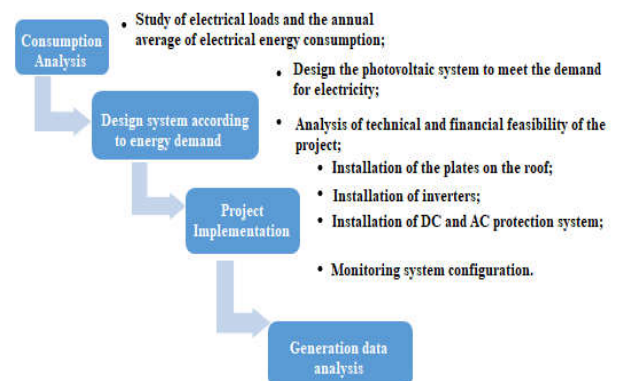 • Study of electrical loads and the annual
average of electrical energy consumption;
Consumption
Analysis
• Design the photovoltaic system to meet the demand
for electricity;
Design system according
to energy demand
• Analysis of technical and financial feasibility of the
project;
• Installation of the plates on the roof;
• Installation of inverters;
• Installation of DC and AC protection system;
Project
Implementation
• Monitoring system configuration.
Generation data
analysis